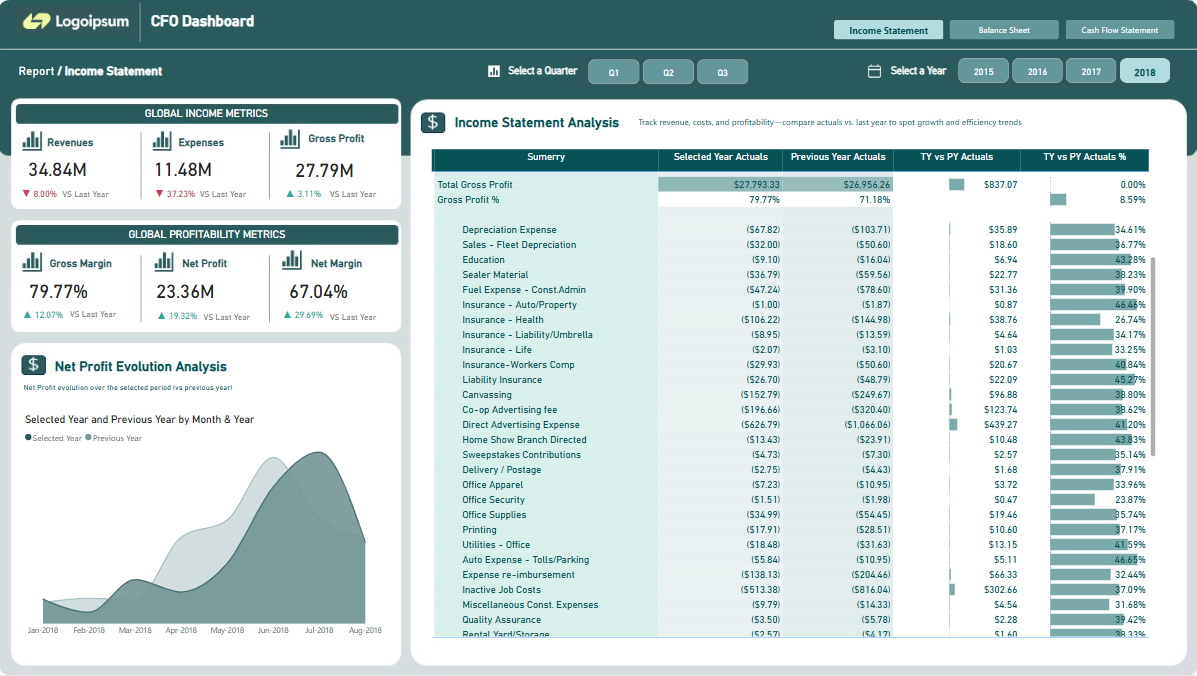 Logoipsum
CFO Dashboard
Income Statement
Balance Sheet
Cash Flow Statement
Report / Income Statement
Select a Quarter
Q1
Q2
Q3
Select a Year
2015
2016
2017
2018
GLOBAL INCOME METRICS
Revenues
34.84M
▼ 8.00% VS Last Year
Expenses
11.48M
▼ 37.23% VS Last Year
Gross Profit
27.79M
▲ 3.11% VS Last Year
GLOBAL PROFITABILITY METRICS
Gross Margin
79.77%
▲ 12.07% VS Last Year
Net Profit
23.36M
▲ 19.32% VS Last Year
Net Margin
67.04%
▲ 29.69% VS Last Year
$ Net Profit Evolution Analysis
Net Profit evolution over the selected period (vs previous year)
Selected Year and Previous Year by Month & Year
Selected Year Previous Year
Jan-2018 Feb-2018 Mar-2018 Apr-2018 May-2018 Jun-2018 Jul-2018 Aug-2018
$ Income Statement Analysis
Track revenue, costs, and profitability—compare actuals vs. last year to spot growth and efficiency trends
Sumerry Selected Year Actuals Previous Year Actuals TY vs PY Actuals TY vs PY Actuals %
Total Gross Profit $27,793.33 $26,956.26 $837.07 0.00%
Gross Profit % 79.77% 71.18% 8.59%
Depreciation Expense ($67.82) ($103.71) $35.89 34.61%
Sales - Fleet Depreciation ($32.00) ($50.60) $18.60 36.77%
Education ($9.10) ($16.04) $6.94 43.28%
Sealer Material ($36.79) ($59.56) $22.77 38.23%
Fuel Expense - Const.Admin ($47.24) ($78.60) $31.36 39.90%
Insurance - Auto/Property ($1.00) ($1.87) $0.87 46.46%
Insurance - Health ($106.22) ($144.98) $38.76 26.74%
Insurance - Liability/Umbrella ($8.95) ($13.59) $4.64 34.17%
Insurance - Life ($2.07) ($3.10) $1.03 33.25%
Insurance-Workers Comp ($29.93) ($50.60) $20.67 40.84%
Liability Insurance ($26.70) ($48.79) $22.09 45.27%
Canvassing ($152.79) ($249.67) $96.88 38.80%
Co-op Advertising fee ($196.66) ($320.40) $123.74 38.62%
Direct Advertising Expense ($626.79) ($1,066.06) $439.27 41.20%
Home Show Branch Directed ($13.43) ($23.91) $10.48 43.83%
Sweepstakes Contributions ($4.73) ($7.30) $2.57 35.14%
Delivery / Postage ($2.75) ($4.43) $1.68 37.91%
Office Apparel ($7.23) ($10.95) $3.72 33.96%
Office Security ($1.51) ($1.98) $0.47 23.87%
Office Supplies ($34.99) ($54.45) $19.46 35.74%
Printing ($17.91) ($28.51) $10.60 37.17%
Utilities - Office ($18.48) ($31.63) $13.15 41.59%
Auto Expense - Tolls/Parking ($5.84) ($10.95) $5.11 46.65%
Expense re-imbursement ($138.13) ($204.46) $66.33 32.44%
Inactive Job Costs ($513.38) ($816.04) $302.66 37.09%
Miscellaneous Const. Expenses ($9.79) ($14.33) $4.54 31.68%
Quality Assurance ($3.50) ($5.78) $2.28 39.42%
Rental Yard/Storage ($2.57) ($4.17) $1.60 38.33%